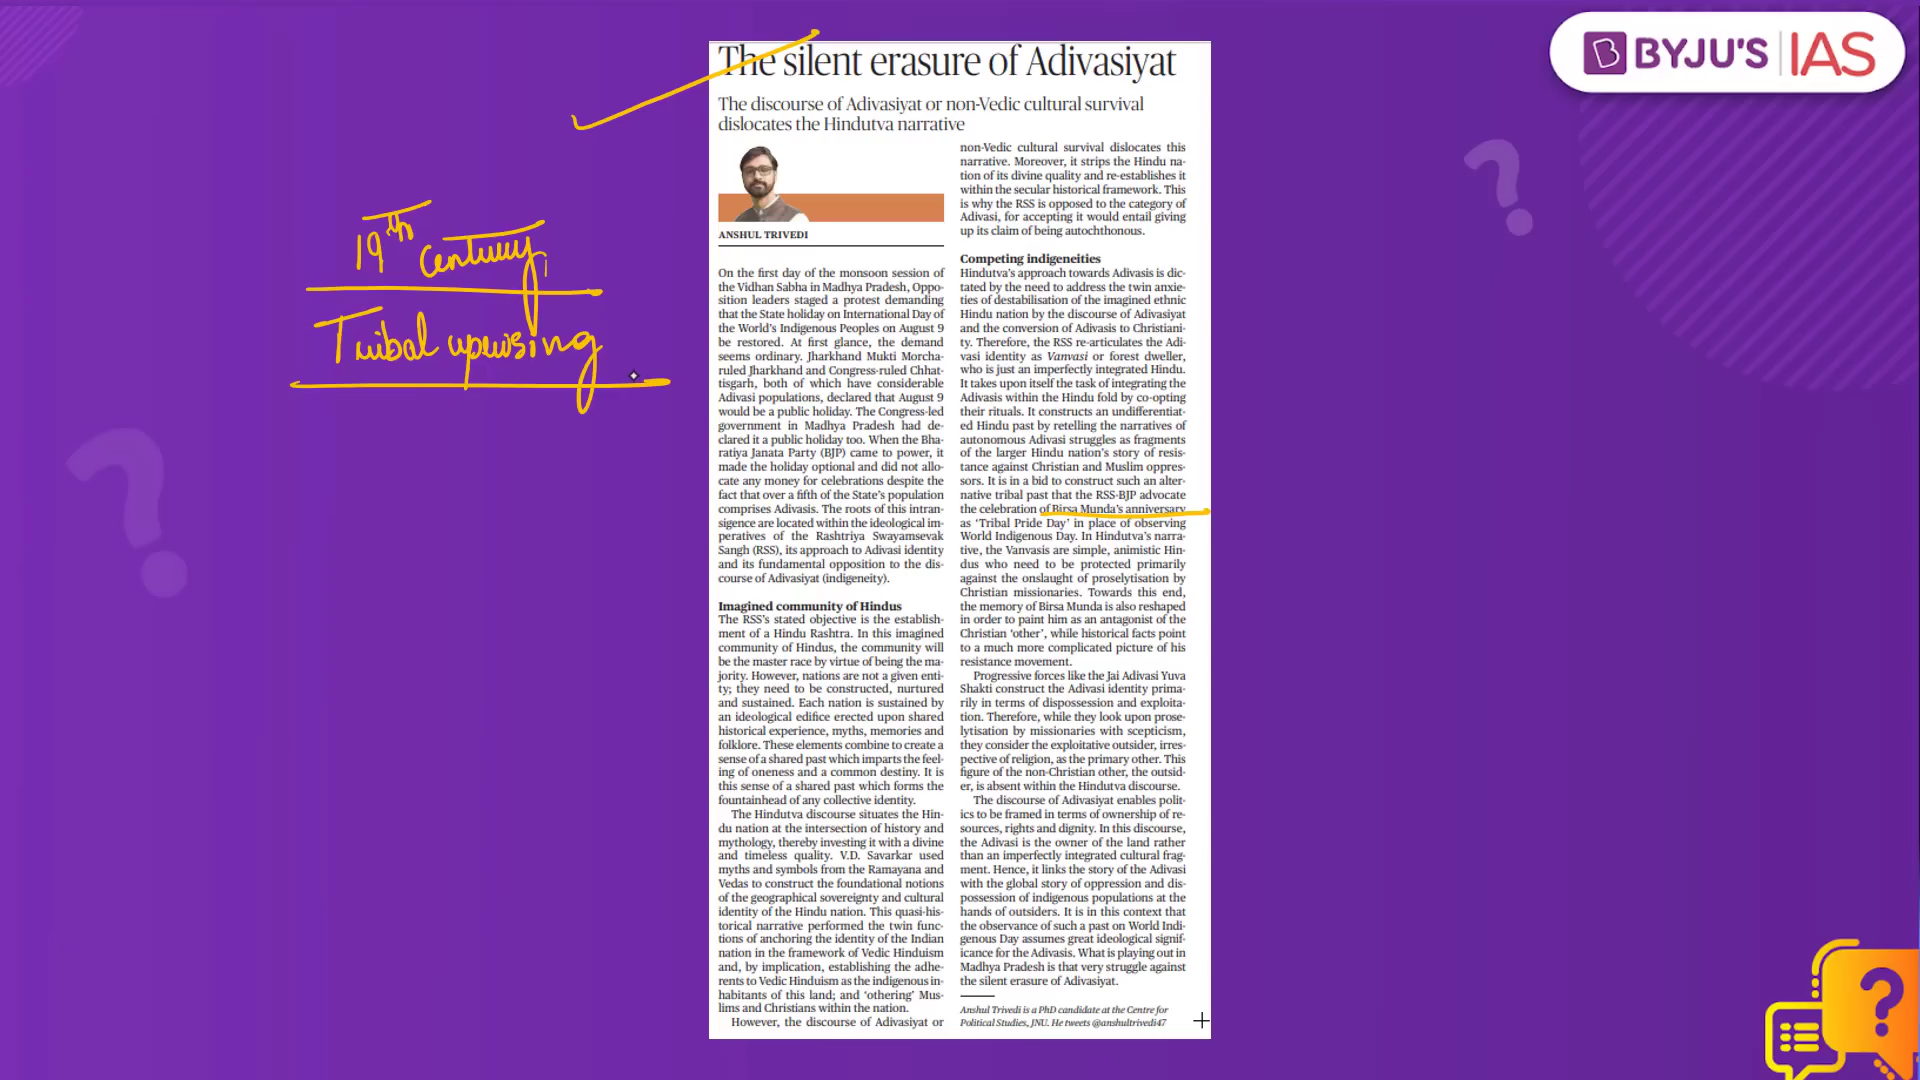 BYJU'S IAS
19th Century
Tribal uprising
The silent erasure of Adivasiyat
The discourse of Adivasiyat or non-Vedic cultural survival
dislocates the Hindutva narrative
ANSHUL TRIVEDI
On the first day of the monsoon session of
the Vidhan Sabha in Madhya Pradesh, Oppo-
sition leaders staged a protest demanding
that the State holiday on International Day of
the World's Indigenous Peoples on August 9
be restored. At first glance, the demand
seems ordinary. Jharkhand Mukti Morcha-
ruled Jharkhand and Congress-ruled Chhat-
tisgarh, both of which have considerable
Adivasi populations, declared that August 9
would be a public holiday. The Congress-led
government in Madhya Pradesh had de-
clared it a public holiday too. When the Bha-
ratiya Janata Party (BJP) came to power, it
made the holiday optional and did not allo-
cate any money for celebrations despite the
fact that over a fifth of the State's population
comprises Adivasis. The roots of this intran-
sigence are located within the ideological im-
peratives of the Rashtriya Swayamsevak
Sangh (RSS), its approach to Adivasi identity
and its fundamental opposition to the dis-
course of Adivasiyat (indigeneity).
Imagined community of Hindus
The RSS's stated objective is the establish-
ment of a Hindu Rashtra. In this imagined
community of Hindus, the community will
be the master race by virtue of being the ma-
jority. However, nations are not a given enti-
ty; they need to be constructed, nurtured
and sustained. Each nation is sustained by
an ideological edifice erected upon shared
historical experience, myths, memories and
folklore. These elements combine to create a
sense of a shared past which imparts the feel-
ing of oneness and a common destiny. It is
this sense of a shared past which forms the
fountainhead of any collective identity.
The Hindutva discourse situates the Hin-
du nation at the intersection of history and
mythology, thereby investing it with a divine
and timeless quality. V.D. Savarkar used
myths and symbols from the Ramayana and
Vedas to construct the foundational notions
of the geographical sovereignty and cultural
identity of the Hindu nation. This quasi-his-
torical narrative performed the twin func-
tions of anchoring the identity of the Indian
nation in the framework of Vedic Hinduism
and, by implication, establishing the adhe-
rents to Vedic Hinduism as the indigenous in-
habitants of this land; and 'othering' Mus-
lims and Christians within the nation.
However, the discourse of Adivasiyat or
non-Vedic cultural survival dislocates this
narrative. Moreover, it strips the Hindu na-
tion of its divine quality and re-establishes it
within the secular historical framework. This
is why the RSS is opposed to the category of
Adivasi, for accepting it would entail giving
up its claim of being autochthonous.
Competing indigeneities
Hindutva's approach towards Adivasis is dic-
tated by the need to address the twin anxie-
ties of destabilisation of the imagined ethnic
Hindu nation by the discourse of Adivasiyat
and the conversion of Adivasis to Christiani-
ty. Therefore, the RSS re-articulates the Adi-
vasi identity as Vanvasi or forest dweller,
who is just an imperfectly integrated Hindu.
It takes upon itself the task of integrating the
Adivasis within the Hindu fold by co-opting
their rituals. It constructs an undifferentiat-
ed Hindu past by retelling the narratives of
autonomous Adivasi struggles as fragments
of the larger Hindu nation's story of resis-
tance against Christian and Muslim oppres-
sors. It is in a bid to construct such an alter-
native tribal past that the RSS-BJP advocate
the celebration of Birsa Munda's anniversary
as 'Tribal Pride Day' in place of observing
World Indigenous Day. In Hindutva's narra-
tive, the Vanvasis are simple, animistic Hin-
dus who need to be protected primarily
against the onslaught of proselytisation by
Christian missionaries. Towards this end,
the memory of Birsa Munda is also reshaped
in order to paint him as an antagonist of the
Christian 'other', while historical facts point
to a much more complicated picture of his
resistance movement.
Progressive forces like the Jai Adivasi Yuva
Shakti construct the Adivasi identity prima-
rily in terms of dispossession and exploita-
tion. Therefore, while they look upon prose-
lytisation by missionaries with scepticism,
they consider the exploitative outsider, irres-
pective of religion, as the primary other. This
figure of the non-Christian other, the outsid-
er, is absent within the Hindutva discourse.
The discourse of Adivasiyat enables polit-
ics to be framed in terms of ownership of re-
sources, rights and dignity. In this discourse,
the Adivasi is the owner of the land rather
than an imperfectly integrated cultural frag-
ment. Hence, it links the story of the Adivasi
with the global story of oppression and dis-
possession of indigenous populations at the
hands of outsiders. It is in this context that
the observance of such a past on World Indi-
genous Day assumes great ideological signif-
icance for the Adivasis. What is playing out in
Madhya Pradesh is that very struggle against
the silent erasure of Adivasiyat.
Anshul Trivedi is a PhD candidate at the Centre for
Political Studies, JNU. He tweets @anshultrivedi47